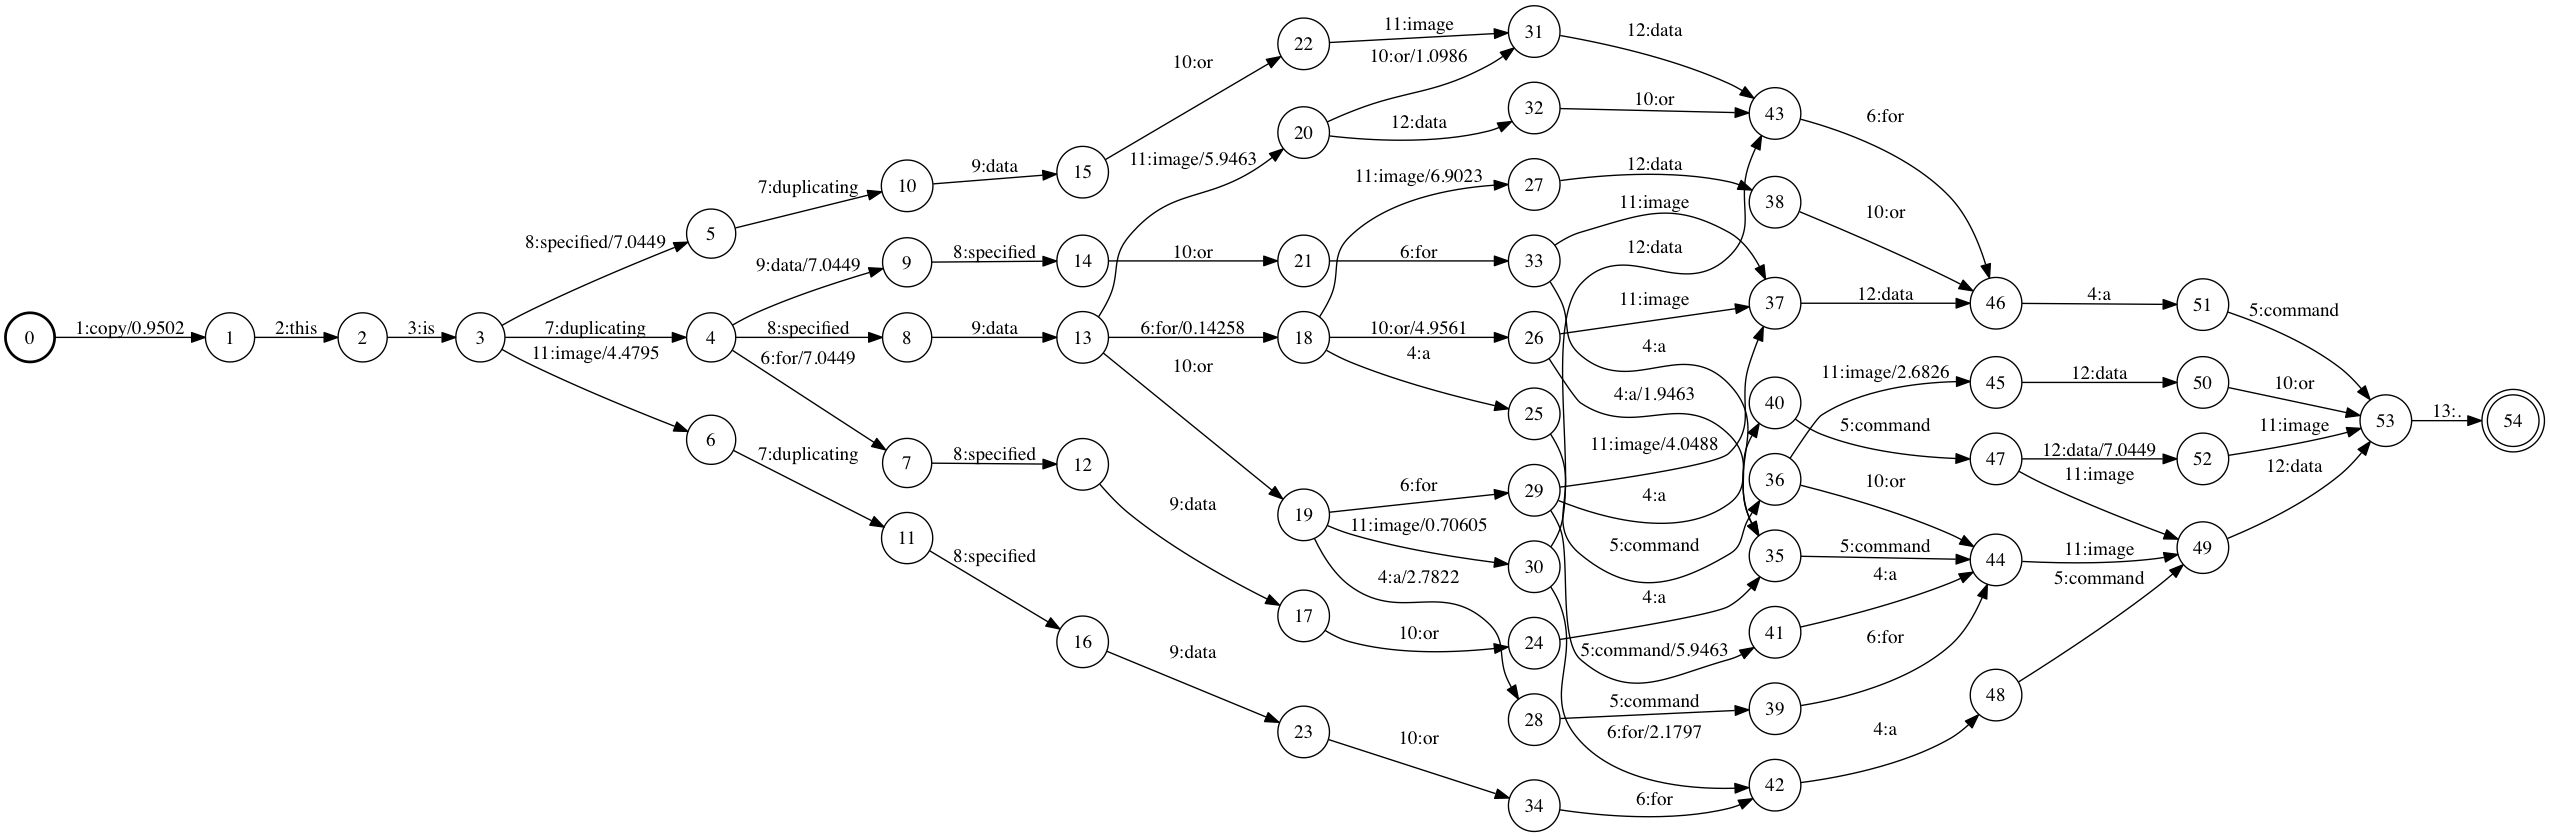 0
1:copy/0.9502
1
2:this
2
3:is
3
8:specified/7.0449
7:duplicating
11:image/4.4795
5
4
6
7:duplicating
9:data/7.0449
8:specified
6:for/7.0449
7:duplicating
10
9
8
7
11
9:data
8:specified
9:data
8:specified
8:specified
15
14
13
12
16
10:or
11:image/5.9463
10:or
6:for/0.14258
10:or
9:data
9:data
22
20
21
18
19
17
23
11:image
10:or/1.0986
12:data
11:image/6.9023
6:for
10:or/4.9561
4:a
6:for
11:image/0.70605
4:a/2.7822
10:or
10:or
31
32
27
33
26
25
29
30
24
28
34
12:data
10:or
12:data
11:image
12:data
11:image
4:a
4:a/1.9463
11:image/4.0488
4:a
5:command
4:a
5:command/5.9463
5:command
6:for/2.1797
6:for
43
38
37
40
36
35
41
39
42
6:for
10:or
12:data
11:image/2.6826
5:command
10:or
5:command
4:a
6:for
4:a
46
45
47
44
48
4:a
12:data
12:data/7.0449
11:image
11:image
5:command
51
50
52
49
5:command
10:or
11:image
12:data
53
13:.
54